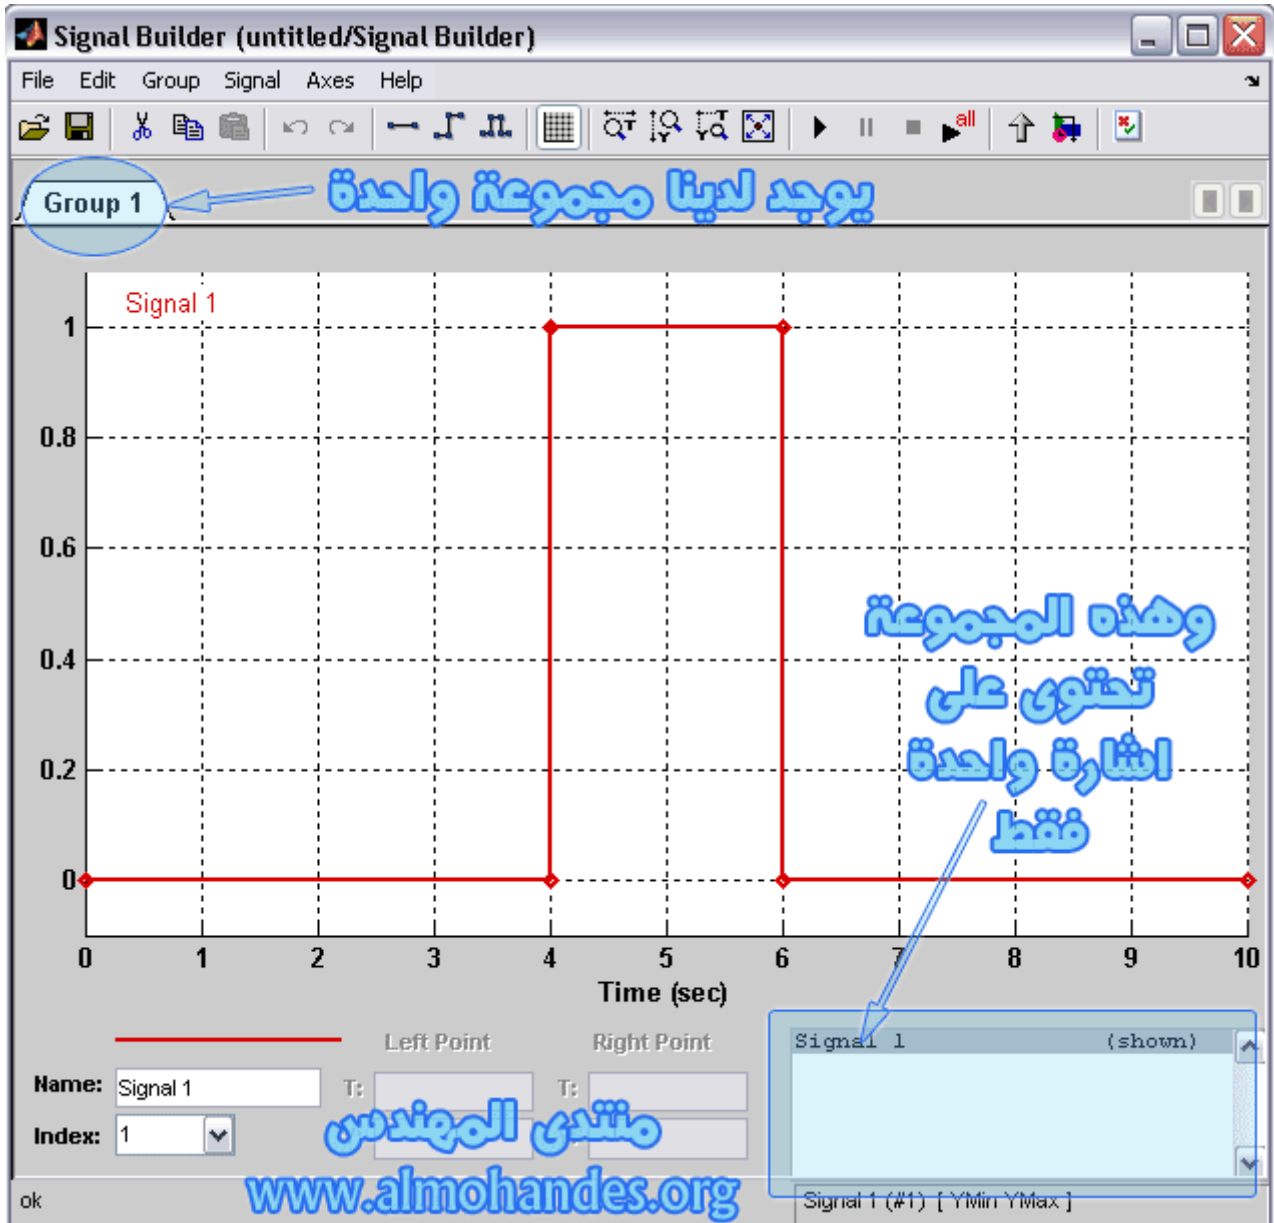 Signal Builder (untitled/Signal Builder)
File Edit Group Signal Axes Help
all
Group 1
يوجد لدينا مجموعة واحدة
Signal 1
1
0.8
0.6
0.4
0.2
0
وهذه المجموعة
تحتوى على
اشارة واحدة
فقط
0 1 2 3 4 5 6 7 8 9 10
Time (sec)
Left Point Right Point
Signal 1 (shown)
Name: Signal 1 T: T:
Index: 1
منتدى المهندس
www.almohandes.org
ok
Signal 1 (#1) [ YMin YMax ]